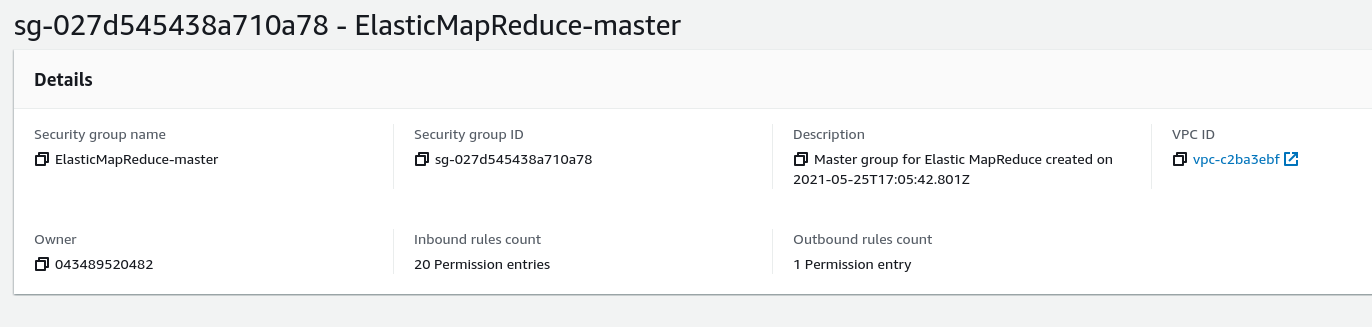 sg-027d545438a710a78 - ElasticMapReduce-master
Details
Security group name
ElasticMapReduce-master
Security group ID
sg-027d545438a710a78
Description
Master group for Elastic MapReduce created on
2021-05-25T17:05:42.801Z
VPC ID
vpc-c2ba3ebf
Owner
043489520482
Inbound rules count
20 Permission entries
Outbound rules count
1 Permission entry